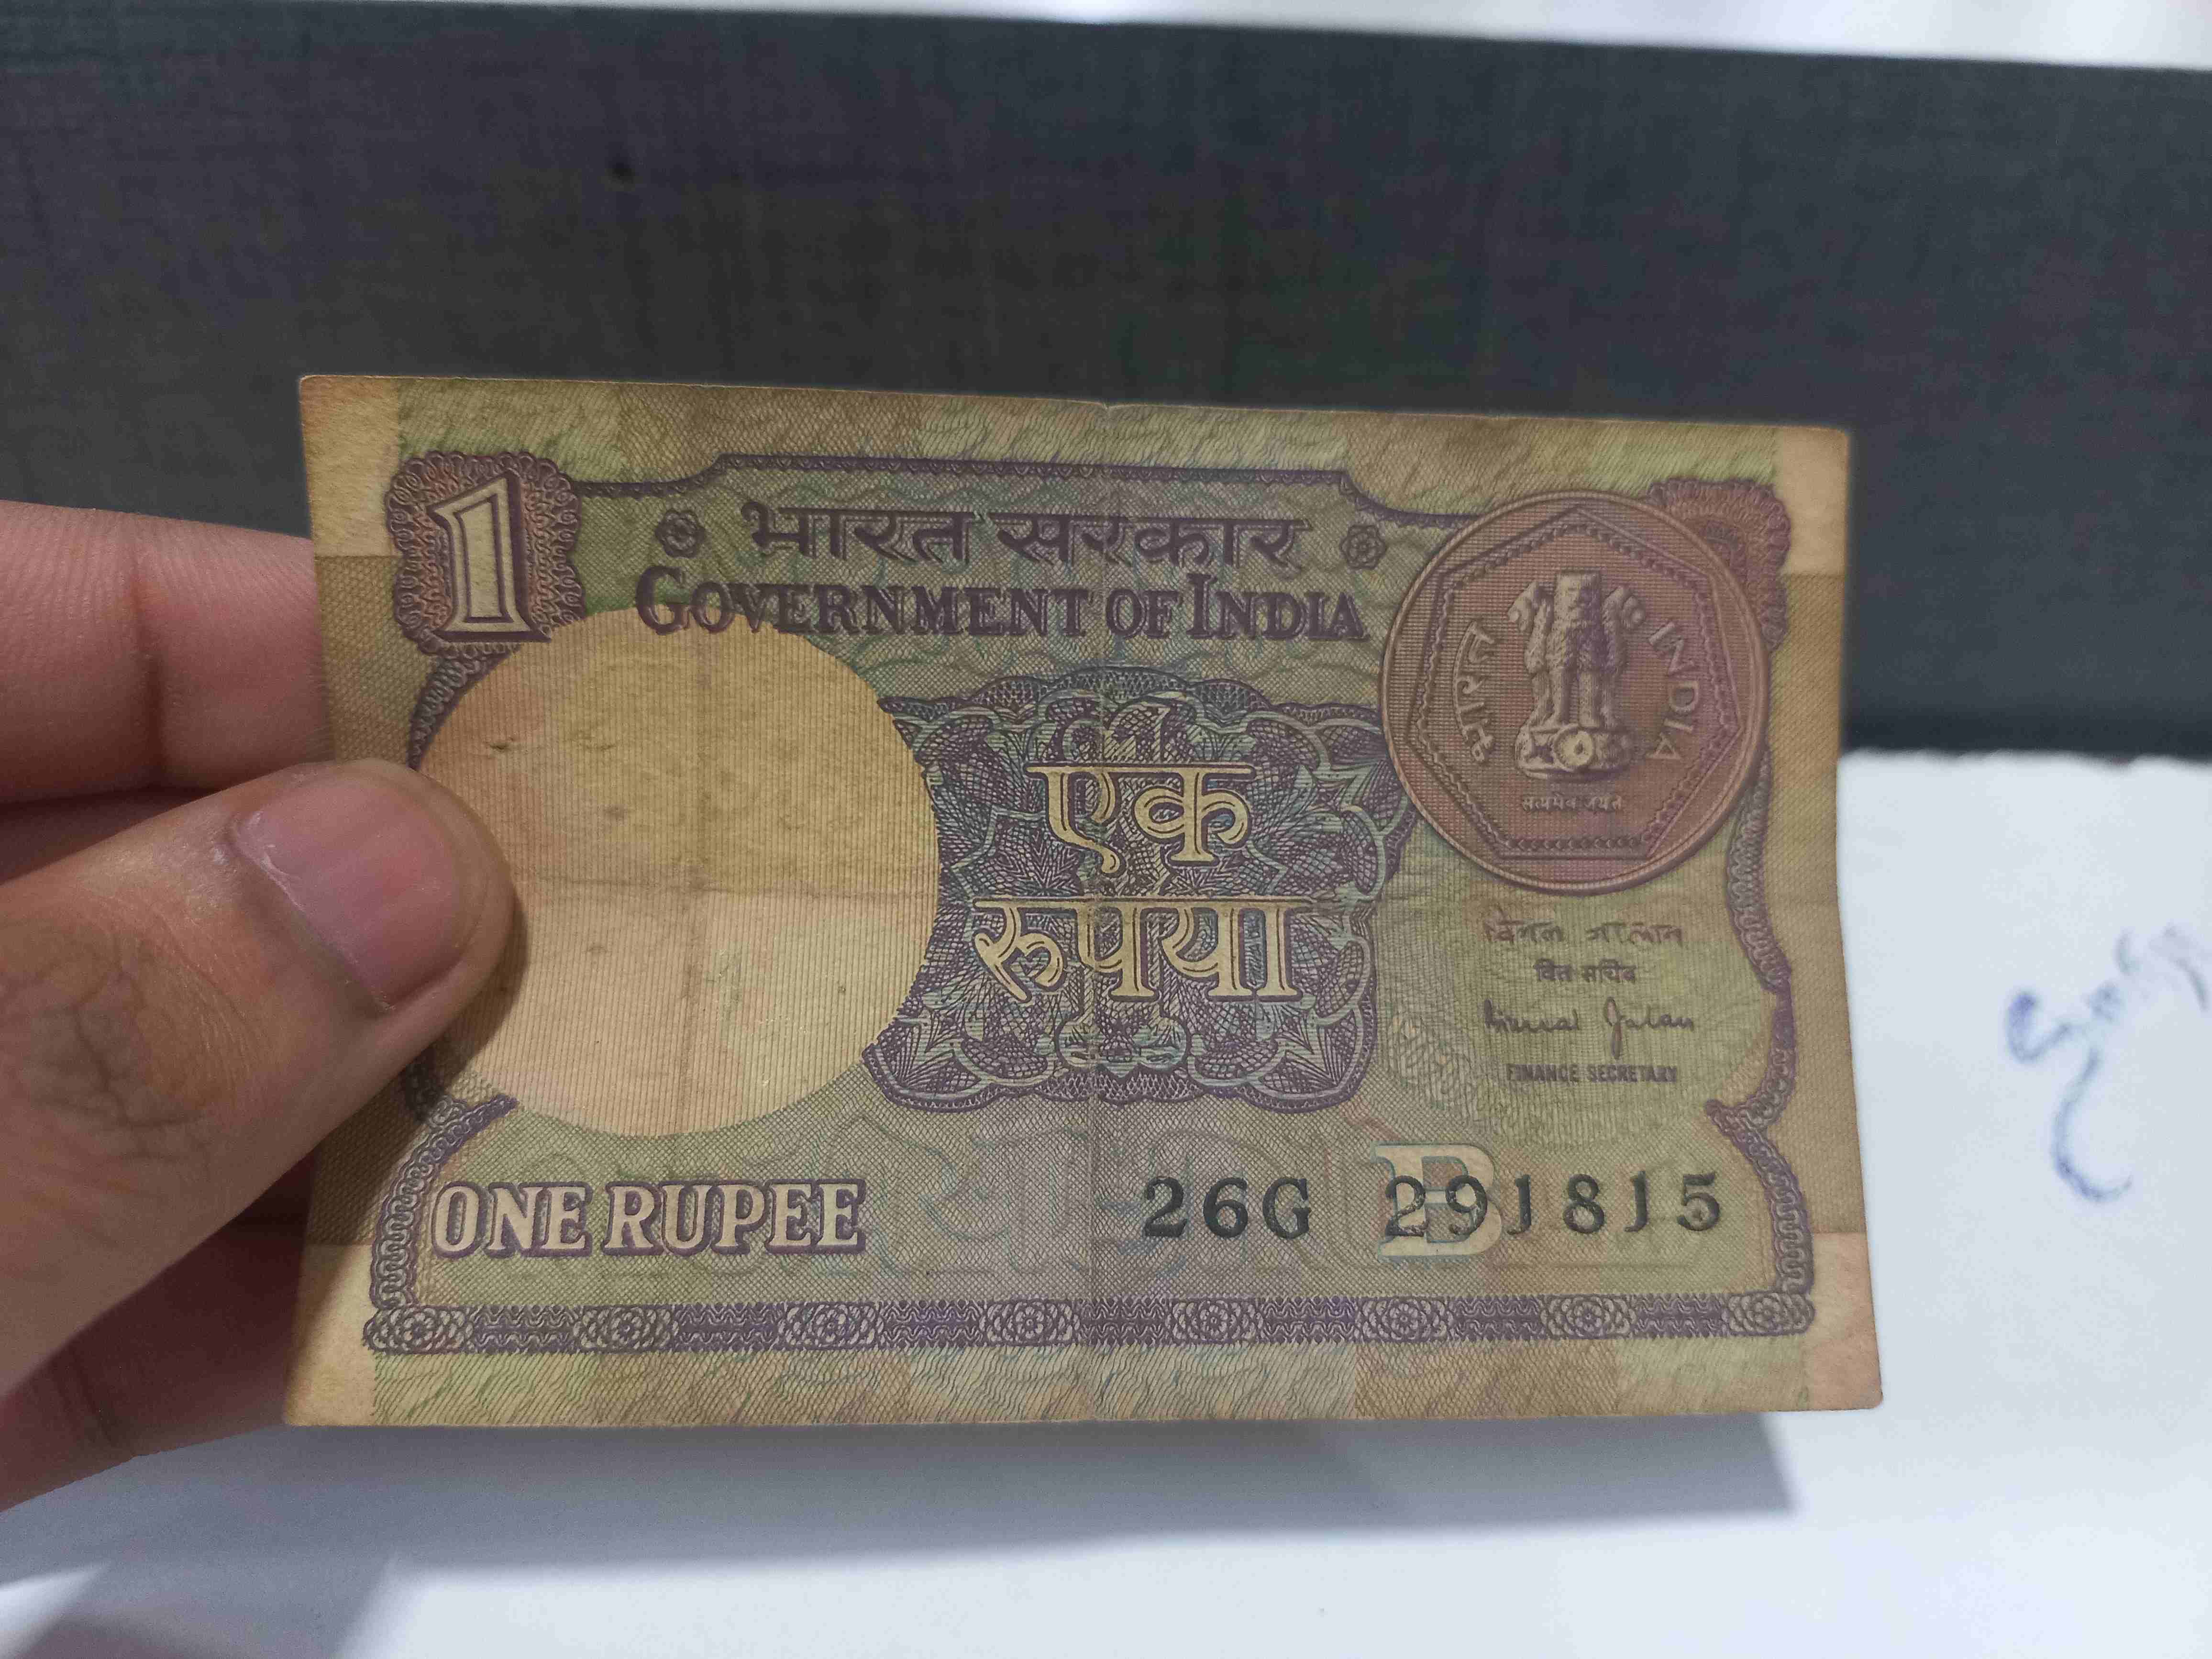 1
भारत सरकार
GOVERNMENT OF INDIA
भारत INDIA
सत्यमेव जयते
एक
रुपया
विमल जालान
वित्त सचिव
Bimal Jalan
FINANCE SECRETARY
ONE RUPEE
26G 291815
B